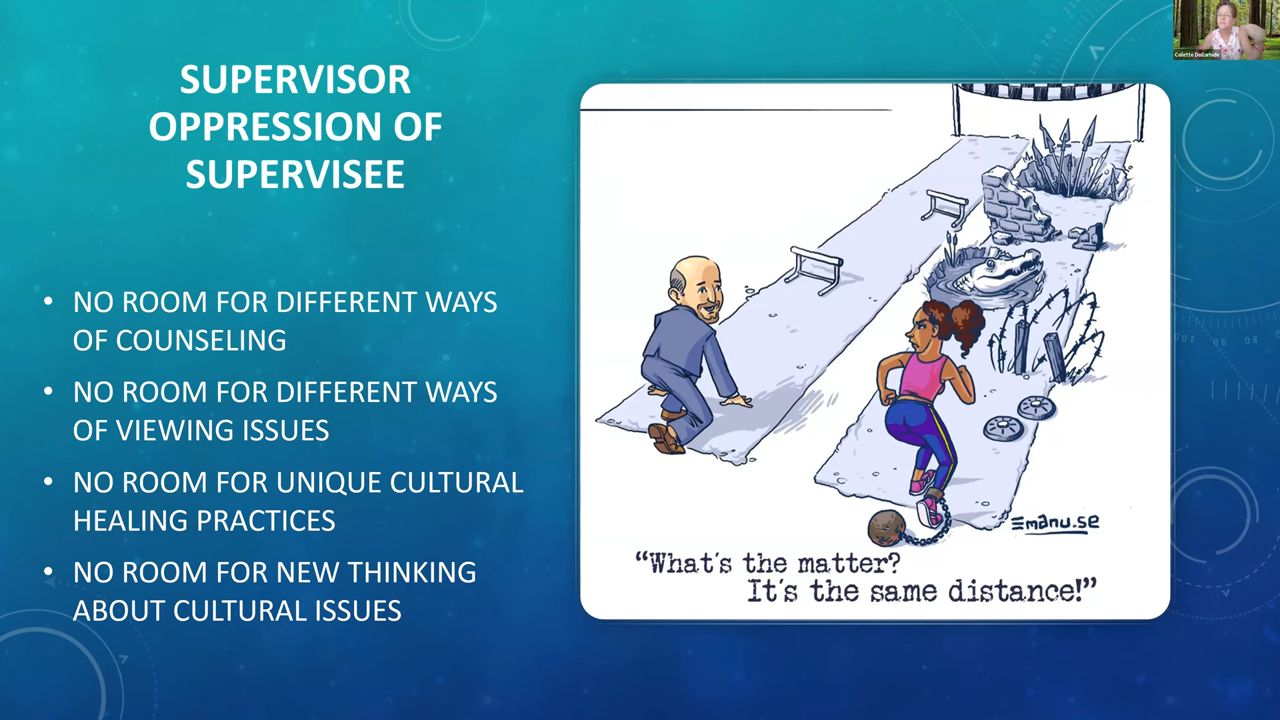 SUPERVISOR
OPPRESSION OF
SUPERVISEE
• NO ROOM FOR DIFFERENT WAYS
OF COUNSELING
• NO ROOM FOR DIFFERENT WAYS
OF VIEWING ISSUES
• NO ROOM FOR UNIQUE CULTURAL
HEALING PRACTICES
• NO ROOM FOR NEW THINKING
ABOUT CULTURAL ISSUES
Emanu.se
“What's the matter?
It's the same distance!”
Colette Dollarhide